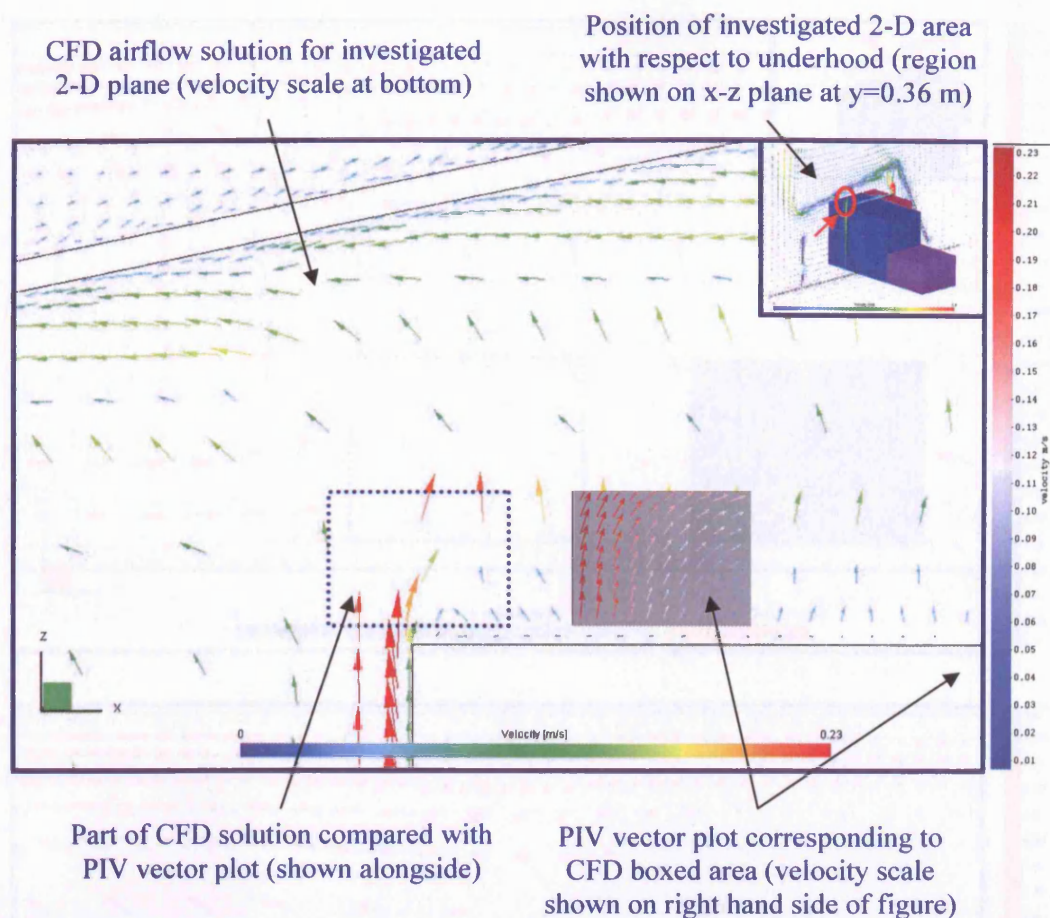 CFD airflow solution for investigated
2-D plane (velocity scale at bottom)
Position of investigated 2-D area
with respect to underhood (region
shown on x-z plane at y=0.36 m)
0.23
0.22
0.21
0.20
0.19
0.18
0.17
0.16
0.15
0.14
0.13
0.12
0.11
0.10
0.09
0.08
0.07
0.06
0.05
0.04
0.03
0.02
0.01
velocity m/s
z
x
0
Velocity [m/s]
0.23
Part of CFD solution compared with
PIV vector plot (shown alongside)
PIV vector plot corresponding to
CFD boxed area (velocity scale
shown on right hand side of figure)